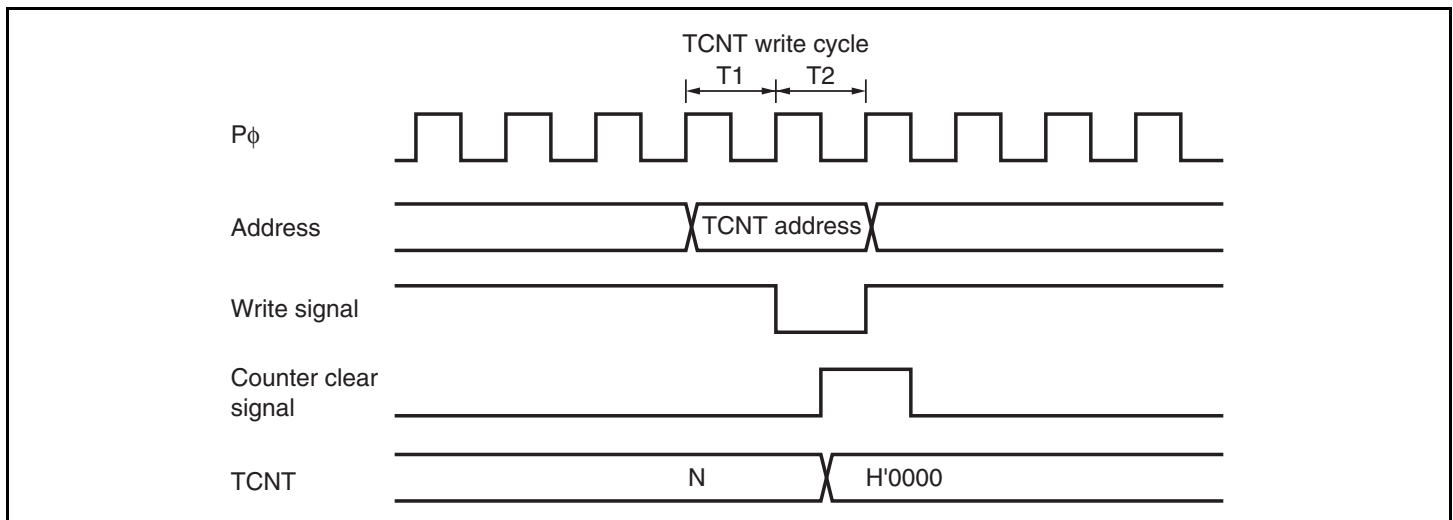 TCNT write cycle
T1 T2
Pϕ
Address
TCNT address
Write signal
Counter clear
signal
TCNT
N
H'0000